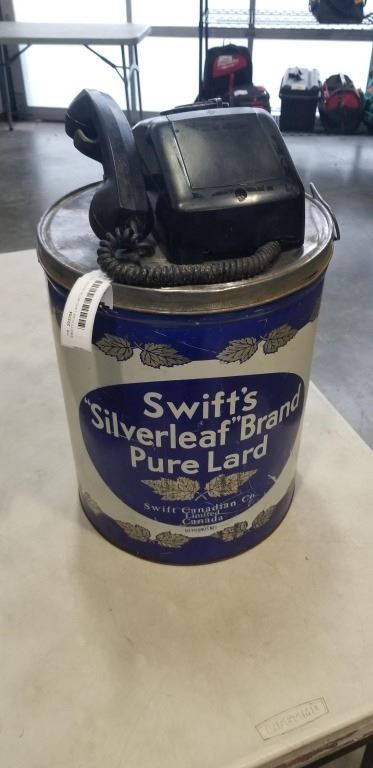 Swift's
"Silverleaf" Brand
Pure Lard
Swift Canadian Co.
Limited
Canada